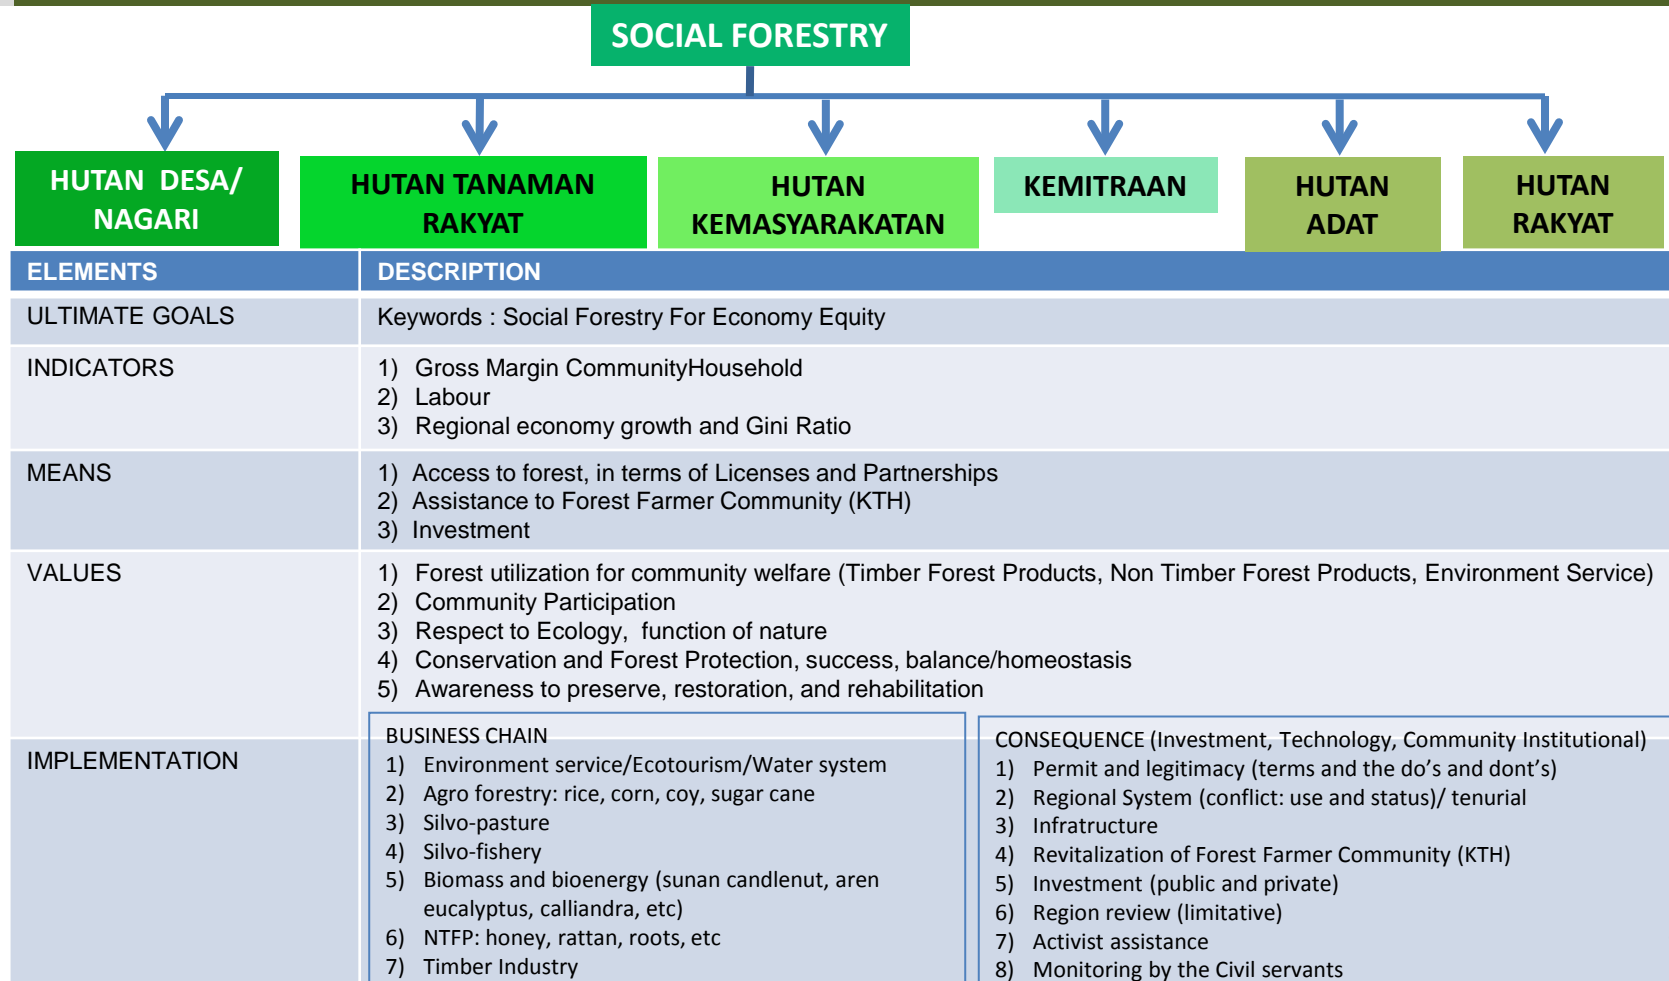 SOCIAL FORESTRY
HUTAN DESA/
NAGARI
HUTAN TANAMAN
RAKYAT
HUTAN
KEMASYARAKATAN
KEMITRAAN
HUTAN
ADAT
HUTAN
RAKYAT
ELEMENTS DESCRIPTION
ULTIMATE GOALS Keywords : Social Forestry For Economy Equity
INDICATORS 1) Gross Margin CommunityHousehold
2) Labour
3) Regional economy growth and Gini Ratio
MEANS 1) Access to forest, in terms of Licenses and Partnerships
2) Assistance to Forest Farmer Community (KTH)
3) Investment
VALUES 1) Forest utilization for community welfare (Timber Forest Products, Non Timber Forest Products, Environment Service)
2) Community Participation
3) Respect to Ecology, function of nature
4) Conservation and Forest Protection, success, balance/homeostasis
5) Awareness to preserve, restoration, and rehabilitation
IMPLEMENTATION
BUSINESS CHAIN
1) Environment service/Ecotourism/Water system
2) Agro forestry: rice, corn, coy, sugar cane
3) Silvo-pasture
4) Silvo-fishery
5) Biomass and bioenergy (sunan candlenut, aren
eucalyptus, calliandra, etc)
6) NTFP: honey, rattan, roots, etc
7) Timber Industry
CONSEQUENCE (Investment, Technology, Community Institutional)
1) Permit and legitimacy (terms and the do's and dont's)
2) Regional System (conflict: use and status)/ tenurial
3) Infratructure
4) Revitalization of Forest Farmer Community (KTH)
5) Investment (public and private)
6) Region review (limitative)
7) Activist assistance
8) Monitoring by the Civil servants